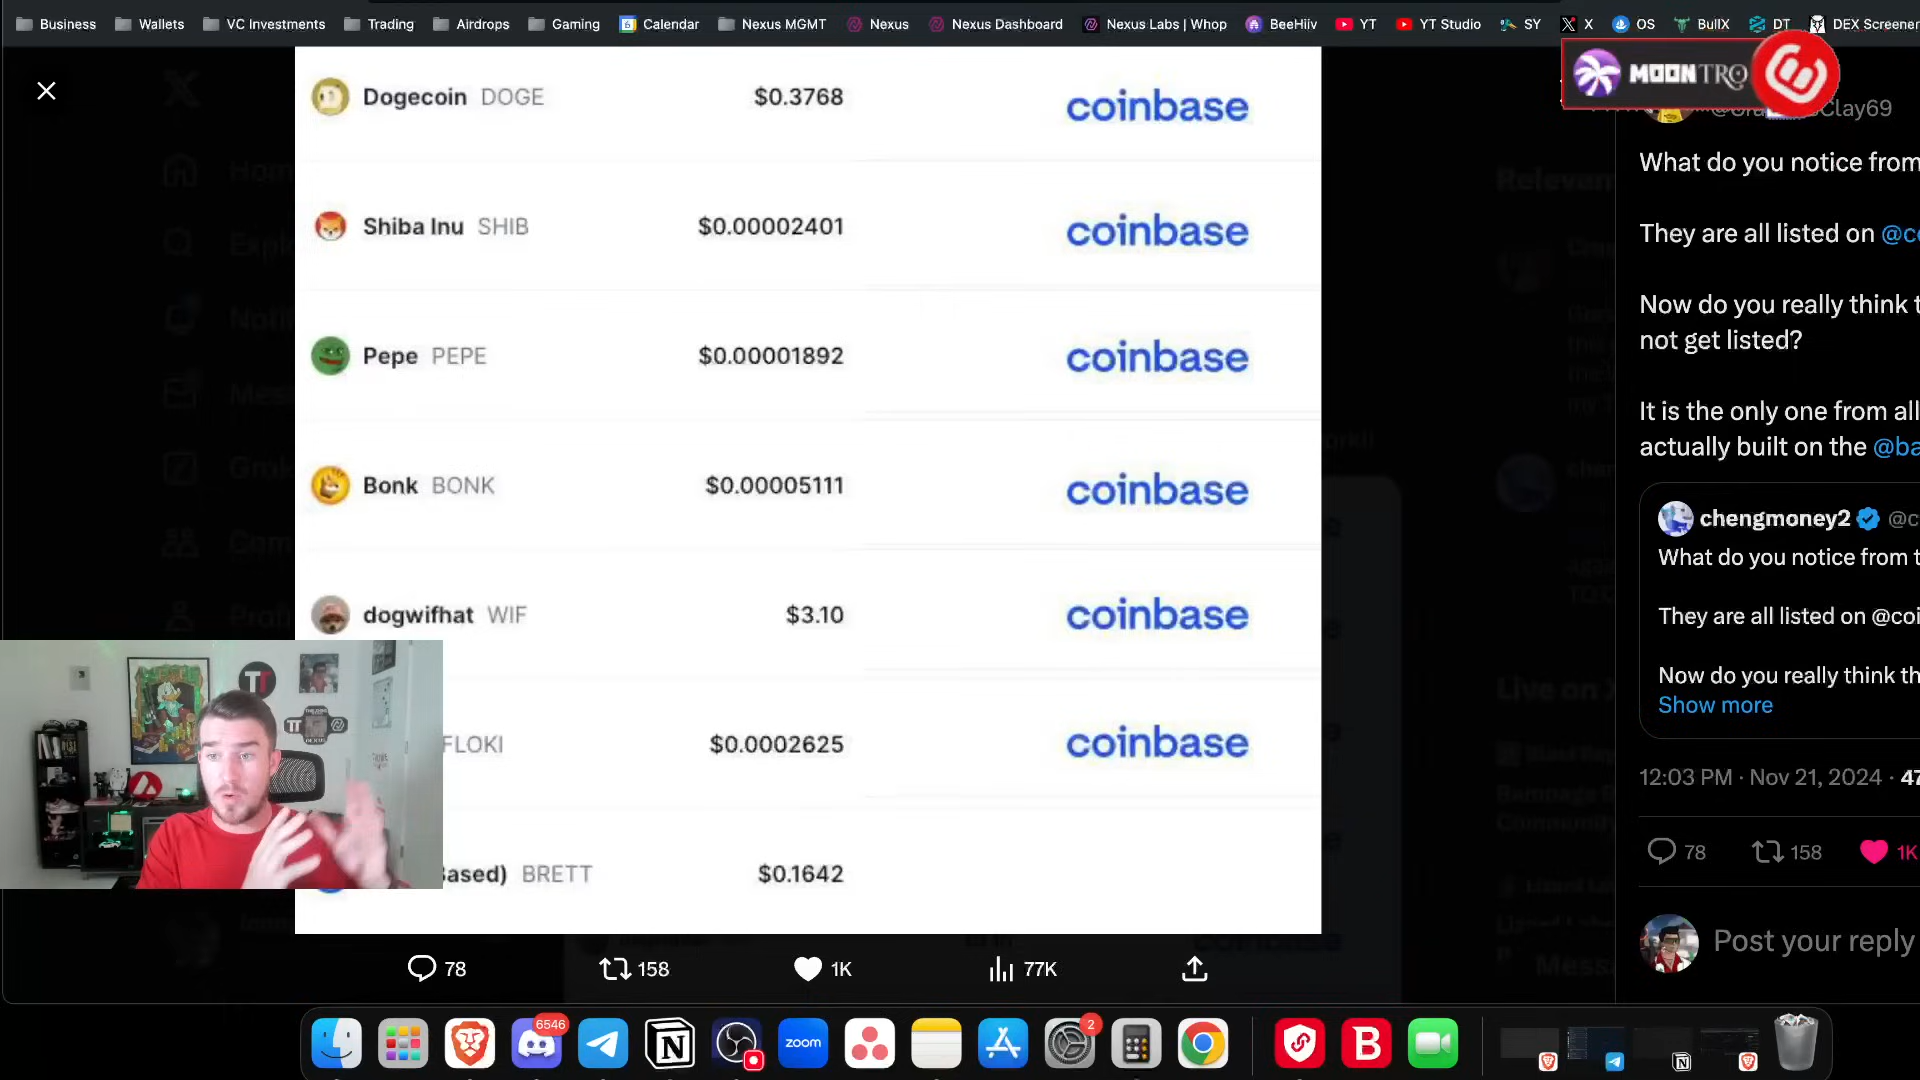 Business
Wallets
VC Investments
Trading
Airdrops
Gaming
Calendar
Nexus MGMT
Nexus
Nexus Dashboard
Nexus Labs | Whop
BeeHiiv
YT
YT Studio
SY
X
OS
BullX
DT
DEX Screener
MOONTRO
Clay69
Dogecoin DOGE $0.3768 coinbase
Shiba Inu SHIB $0.00002401 coinbase
Pepe PEPE $0.00001892 coinbase
Bonk BONK $0.00005111 coinbase
dogwifhat WIF $3.10 coinbase
FLOKI $0.0002625 coinbase
ased) BRETT $0.1642
78 158 1K 77K
What do you notice from
They are all listed on @c
Now do you really think t
not get listed?
It is the only one from all
actually built on the @ba
chengmoney2 @c
What do you notice from t
They are all listed on @coi
Now do you really think th
Show more
12:03 PM · Nov 21, 2024 · 47
78 158 1K
Post your reply
6546
zoom
2